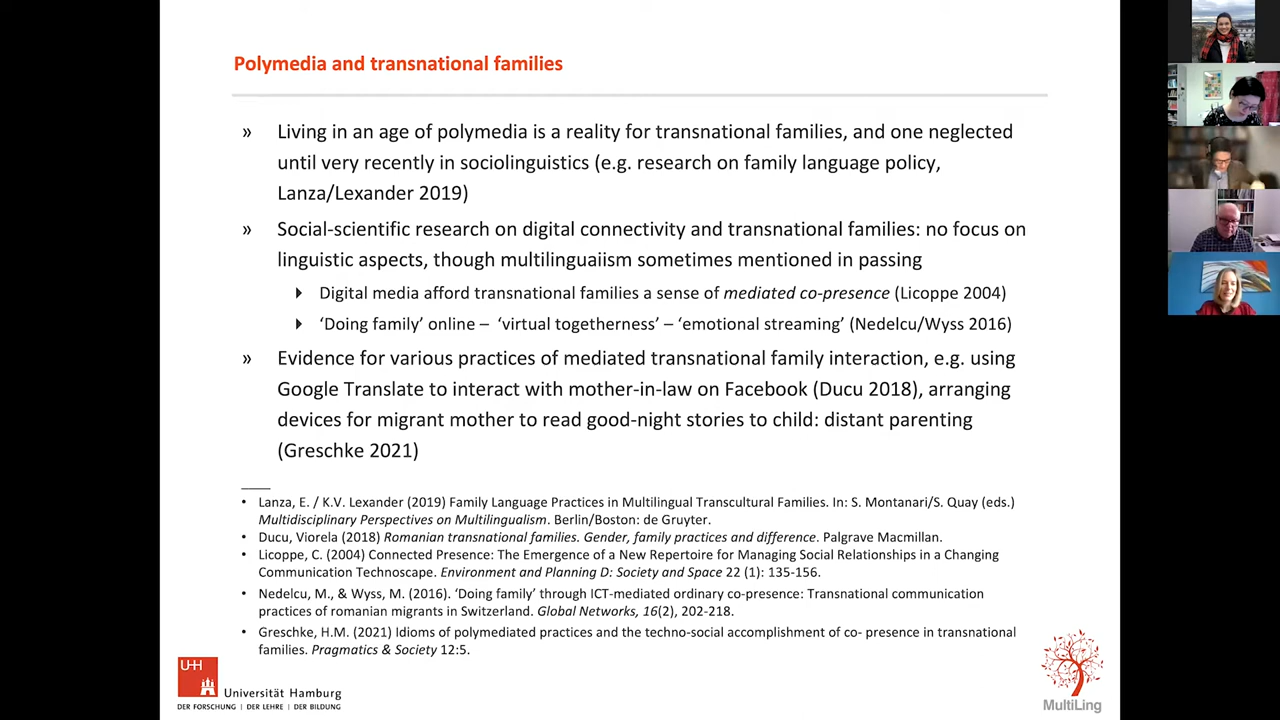 Polymedia and transnational families
» Living in an age of polymedia is a reality for transnational families, and one neglected
until very recently in sociolinguistics (e.g. research on family language policy,
Lanza/Lexander 2019)
» Social-scientific research on digital connectivity and transnational families: no focus on
linguistic aspects, though multilinguaiism sometimes mentioned in passing
Digital media afford transnational families a sense of mediated co-presence (Licoppe 2004)
‘Doing family’ online – ‘virtual togetherness’ – ‘emotional streaming’ (Nedelcu/Wyss 2016)
» Evidence for various practices of mediated transnational family interaction, e.g. using
Google Translate to interact with mother-in-law on Facebook (Ducu 2018), arranging
devices for migrant mother to read good-night stories to child: distant parenting
(Greschke 2021)
• Lanza, E. / K.V. Lexander (2019) Family Language Practices in Multilingual Transcultural Families. In: S. Montanari/S. Quay (eds.)
Multidisciplinary Perspectives on Multilingualism. Berlin/Boston: de Gruyter.
• Ducu, Viorela (2018) Romanian transnational families. Gender, family practices and difference. Palgrave Macmillan.
• Licoppe, C. (2004) Connected Presence: The Emergence of a New Repertoire for Managing Social Relationships in a Changing
Communication Technoscape. Environment and Planning D: Society and Space 22 (1): 135-156.
• Nedelcu, M., & Wyss, M. (2016). ‘Doing family’ through ICT-mediated ordinary co-presence: Transnational communication
practices of romanian migrants in Switzerland. Global Networks, 16(2), 202-218.
• Greschke, H.M. (2021) Idioms of polymediated practices and the techno-social accomplishment of co- presence in transnational
families. Pragmatics & Society 12:5.
UH
Universität Hamburg
DER FORSCHUNG | DER LEHRE | DER BILDUNG
MultiLing